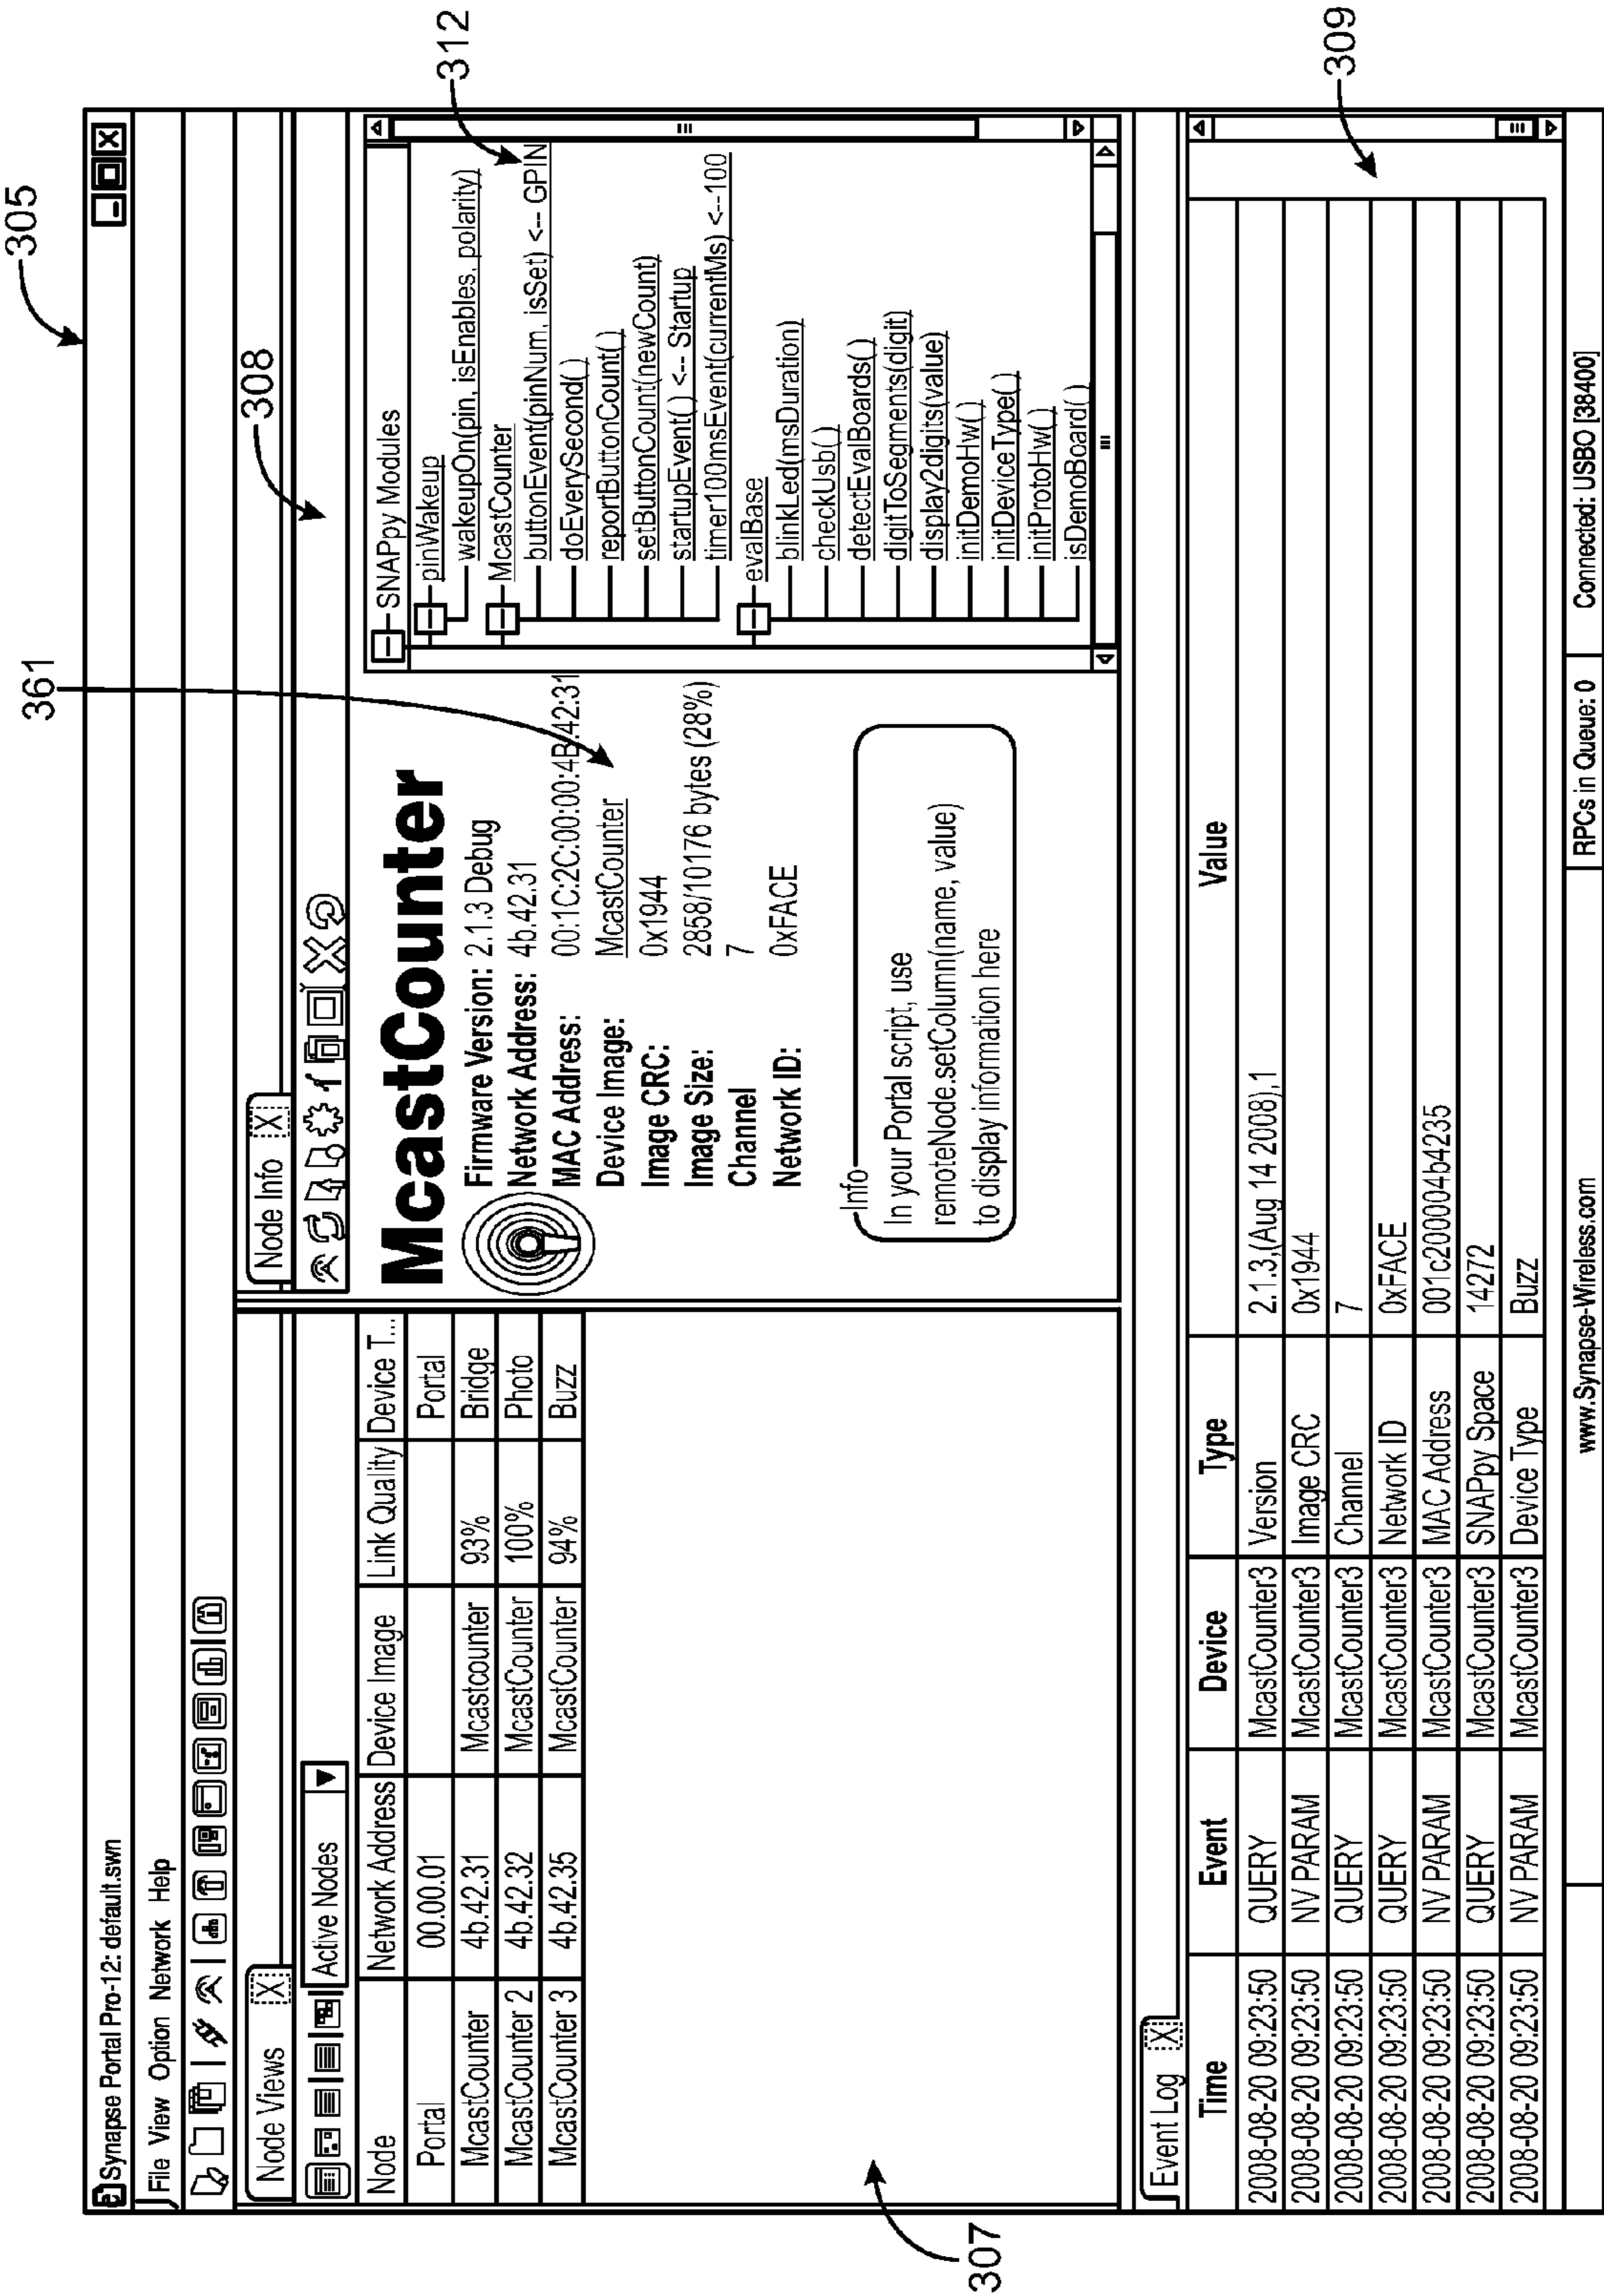 305
Synapse Portal Pro-12: default.swn
File View Option Network Help
Node Views X
Active Nodes
Node Network Address Device Image Link Quality Device T...
Portal 00.00.01 Portal
McastCounter 4b.42.31 Mcastcounter 93% Bridge
McastCounter 2 4b.42.32 McastCounter 100% Photo
McastCounter 3 4b.42.35 McastCounter 94% Buzz
307
Node Info X
308
361
McastCounter
Firmware Version: 2.1.3 Debug
Network Address: 4b.42.31
MAC Address: 00:1C:2C:00:00:4B:42:31
Device Image: McastCounter
Image CRC: 0x1944
Image Size: 2858/10176 bytes (28%)
Channel 7
Network ID: 0xFACE
Info
In your Portal script, use
remoteNode.setColumn(name, value)
to display information here
SNAPpy Modules
pinWakeup
wakeupOn(pin, isEnables, polarity)
McastCounter
buttonEvent(pinNum, isSet) <-- GPIN
doEverySecond()
reportButtonCount()
setButtonCount(newCount)
startupEvent() <-- Startup
timer100msEvent(currentMs) <--100
evalBase
blinkLed(msDuration)
checkUsb()
detectEvalBoards()
digitToSegments(digit)
display2digits(value)
initDemoHw()
initDeviceType()
initProtoHw()
isDemoBoard()
312
Event Log X
Time Event Device Type Value
2008-08-20 09:23:50 QUERY McastCounter3 Version 2.1.3,(Aug 14 2008),1
2008-08-20 09:23:50 NV PARAM McastCounter3 Image CRC 0x1944
2008-08-20 09:23:50 QUERY McastCounter3 Channel 7
2008-08-20 09:23:50 QUERY McastCounter3 Network ID 0xFACE
2008-08-20 09:23:50 NV PARAM McastCounter3 MAC Address 001c2c00004b4235
2008-08-20 09:23:50 QUERY McastCounter3 SNAPpy Space 14272
2008-08-20 09:23:50 NV PARAM McastCounter3 Device Type Buzz
309
www.Synapse-Wireless.com RPCs in Queue: 0 Connected: USBO [38400]